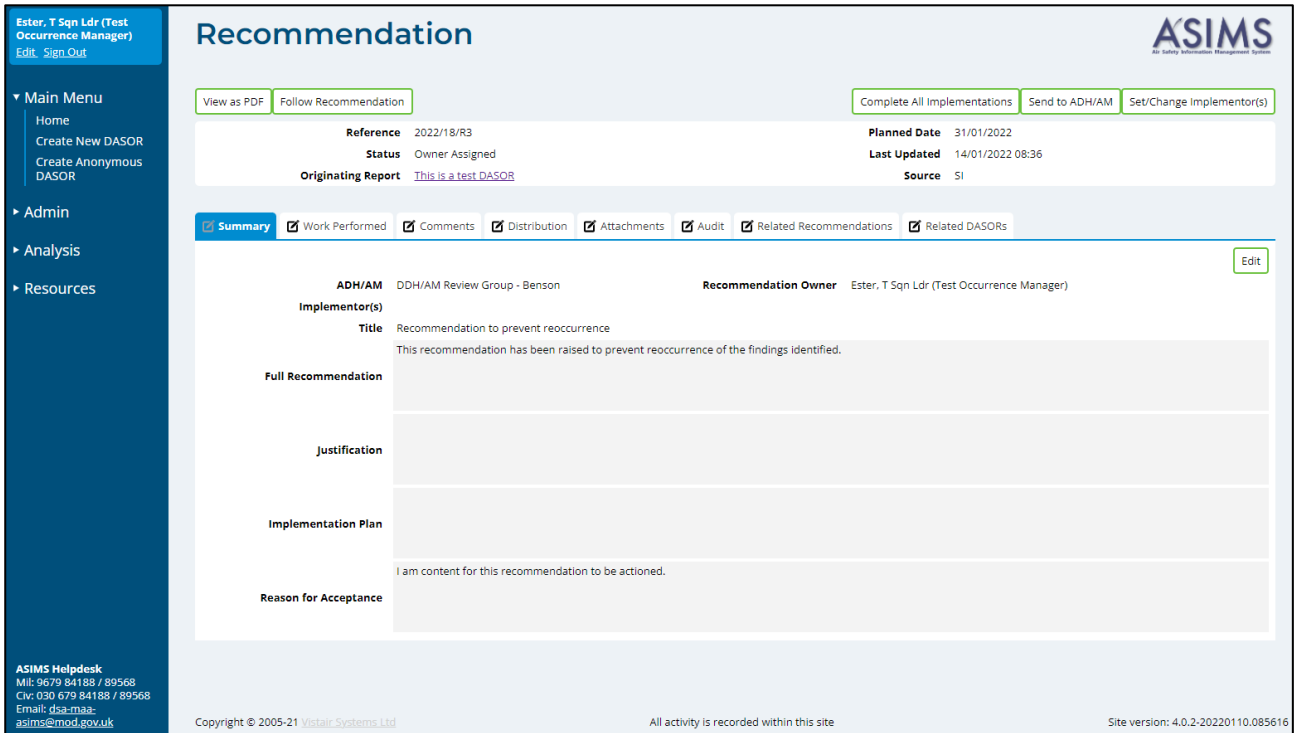 Ester, T Sqn Ldr (Test
Occurrence Manager)
Edit Sign Out
Recommendation
ASIMS
Air Safety Information Management System
Main Menu
Home
Create New DASOR
Create Anonymous
DASOR
Admin
Analysis
Resources
View as PDF Follow Recommendation Complete All Implementations Send to ADH/AM Set/Change Implementor(s)
Reference 2022/18/R3 Planned Date 31/01/2022
Status Owner Assigned Last Updated 14/01/2022 08:36
Originating Report This is a test DASOR Source SI
Summary Work Performed Comments Distribution Attachments Audit Related Recommendations Related DASORs
Edit
ADH/AM DDH/AM Review Group - Benson Recommendation Owner Ester, T Sqn Ldr (Test Occurrence Manager)
Implementor(s)
Title Recommendation to prevent reoccurrence
This recommendation has been raised to prevent reoccurrence of the findings identified.
Full Recommendation
Justification
Implementation Plan
I am content for this recommendation to be actioned.
Reason for Acceptance
ASIMS Helpdesk
Mil: 9679 84188 / 89568
Civ: 030 679 84188 / 89568
Email: dsa-maa-
asims@mod.gov.uk
Copyright © 2005-21 Vistair Systems Ltd All activity is recorded within this site Site version: 4.0.2-20220110.085616